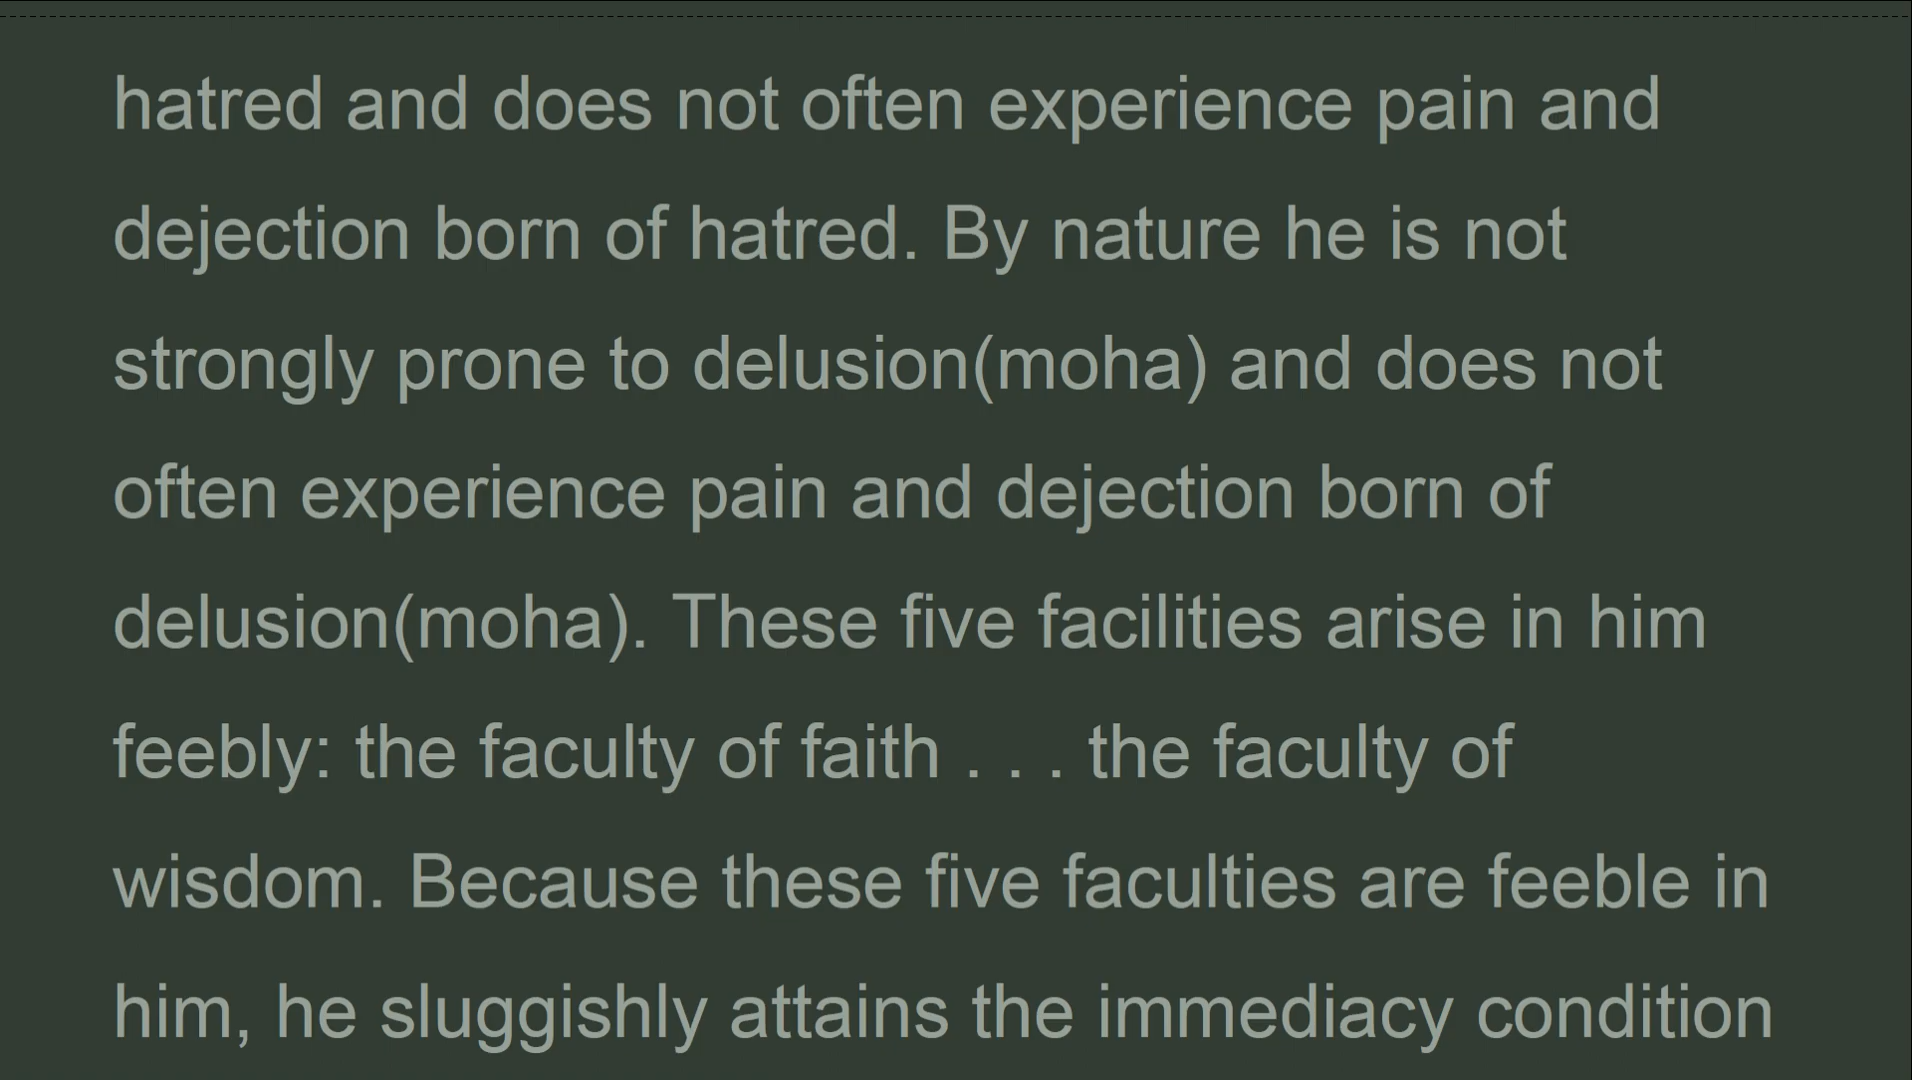 hatred and does not often experience pain and
dejection born of hatred. By nature he is not
strongly prone to delusion(moha) and does not
often experience pain and dejection born of
delusion(moha). These five facilities arise in him
feebly: the faculty of faith . . . the faculty of
wisdom. Because these five faculties are feeble in
him, he sluggishly attains the immediacy condition